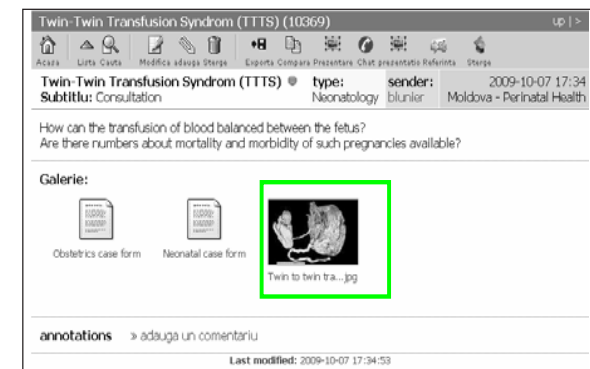 Twin-Twin Transfusion Syndrom (TTTS) (10369) up | >
Acasa Lista Cauta Modifica adauga Sterge Exporta Compara Prezentare Chat prezentatio Referinta Sterge
Twin-Twin Transfusion Syndrom (TTTS) type: sender: 2009-10-07 17:34
Subtitlu: Consultation Neonatology blunier Moldova - Perinatal Health
How can the transfusion of blood balanced between the fetus?
Are there numbers about mortality and morbidity of such pregnancies available?
Galerie:
Obstetrics case form Neonatal case form Twin to twin tra...jpg
annotations » adauga un comentariu
Last modified: 2009-10-07 17:34:53